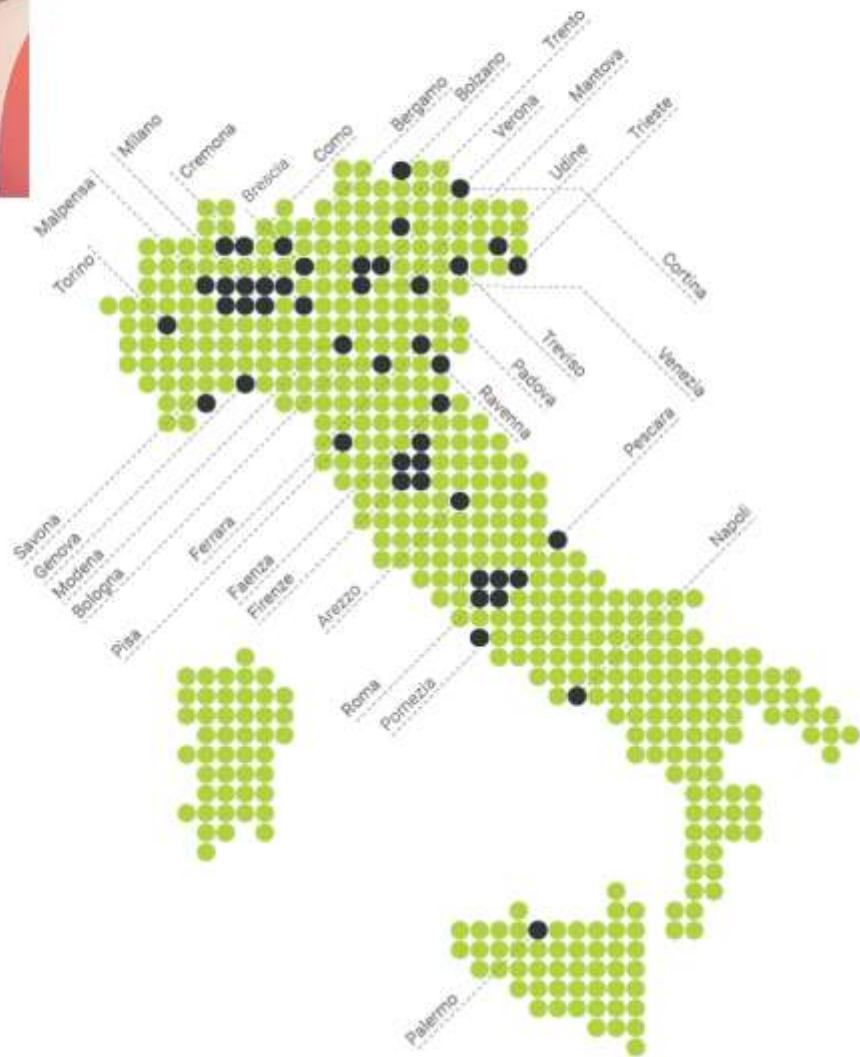 Malpensa
Milano
Cremona
Brescia
Como
Bergamo
Bolzano
Trento
Verona
Mantova
Udine
Trieste
Torino
Cortina
Treviso
Venezia
Padova
Ravenna
Pescara
Napoli
Savona
Genova
Modena
Bologna
Ferrara
Pisa
Faenza
Firenze
Arezzo
Roma
Pomezia
Palermo